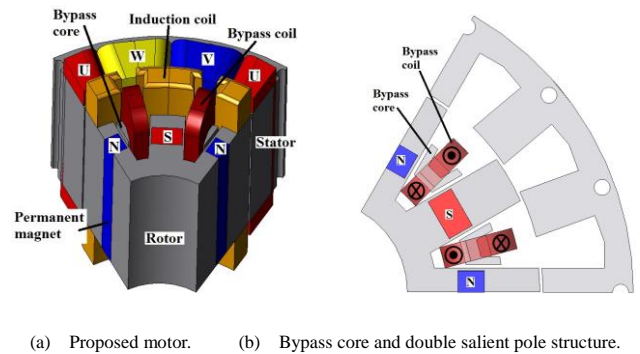 Bypass core
Induction coil
Bypass coil
U
W
V
U
N
S
N
Stator
Permanent magnet
Rotor
Bypass coil
Bypass core
N
S
N
(a) Proposed motor.
(b) Bypass core and double salient pole structure.